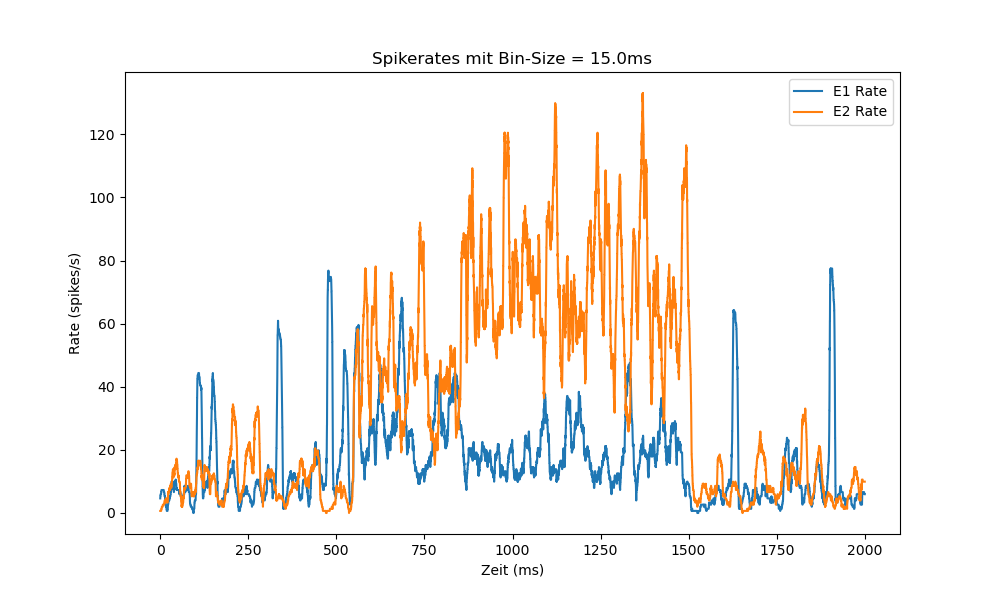 Spikerates mit Bin-Size = 15.0ms
E1 Rate
E2 Rate
120
100
80
60
40
20
0
Rate (spikes/s)
0 250 500 750 1000 1250 1500 1750 2000
Zeit (ms)